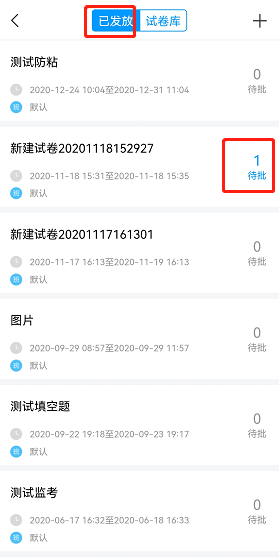 已发放 试卷库
测试防粘
0
2020-12-24 10:04至2020-12-31 11:04
待批
班 默认
新建试卷20201118152927
1
2020-11-18 15:31至2020-11-18 15:35
待批
班 默认
新建试卷20201117161301
0
2020-11-17 16:13至2020-11-19 16:13
待批
班 默认
图片
0
2020-09-29 08:57至2020-09-29 11:57
待批
班 默认
测试填空题
0
2020-09-22 19:18至2020-09-23 19:17
待批
班 默认
测试监考
0
2020-06-17 16:32至2020-06-18 16:33
待批
班 默认